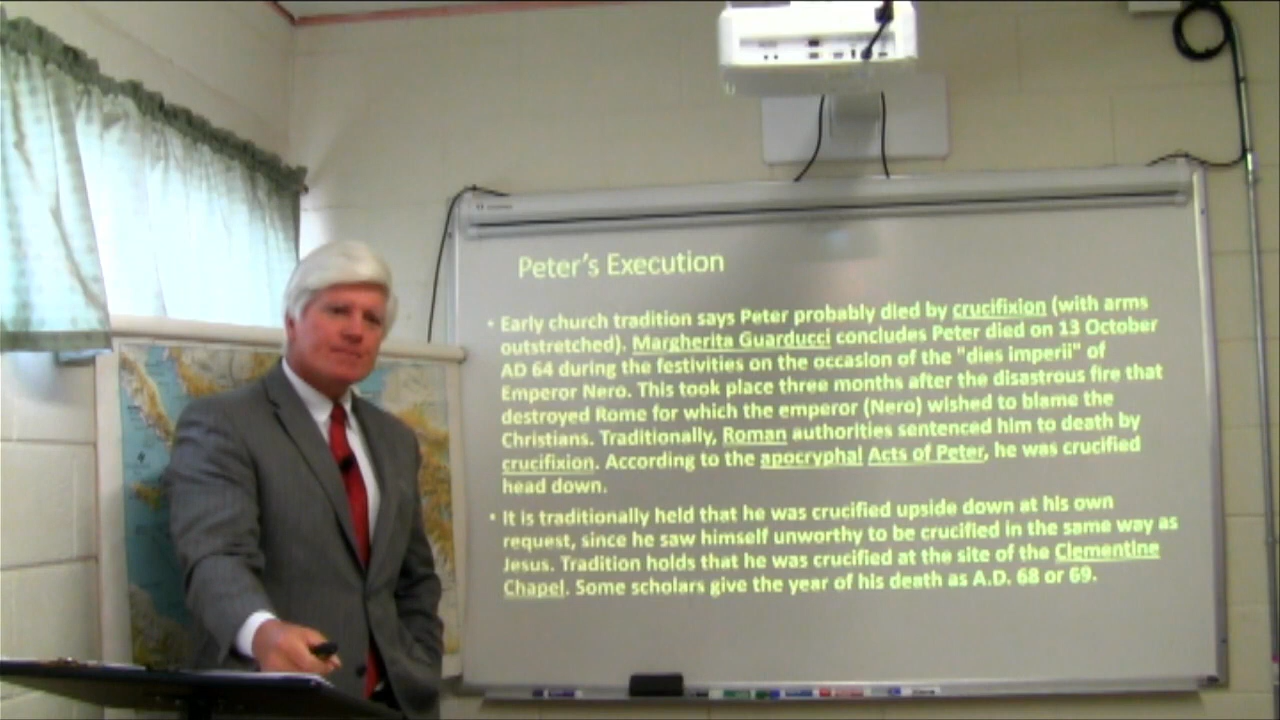 Peter's Execution
• Early church tradition says Peter probably died by crucifixion (with arms
outstretched). Margherita Guarducci concludes Peter died on 13 October
AD 64 during the festivities on the occasion of the "dies imperii" of
Emperor Nero. This took place three months after the disastrous fire that
destroyed Rome for which the emperor (Nero) wished to blame the
Christians. Traditionally, Roman authorities sentenced him to death by
crucifixion. According to the apocryphal Acts of Peter, he was crucified
head down.
• It is traditionally held that he was crucified upside down at his own
request, since he saw himself unworthy to be crucified in the same way as
Jesus. Tradition holds that he was crucified at the site of the Clementine
Chapel. Some scholars give the year of his death as A.D. 68 or 69.